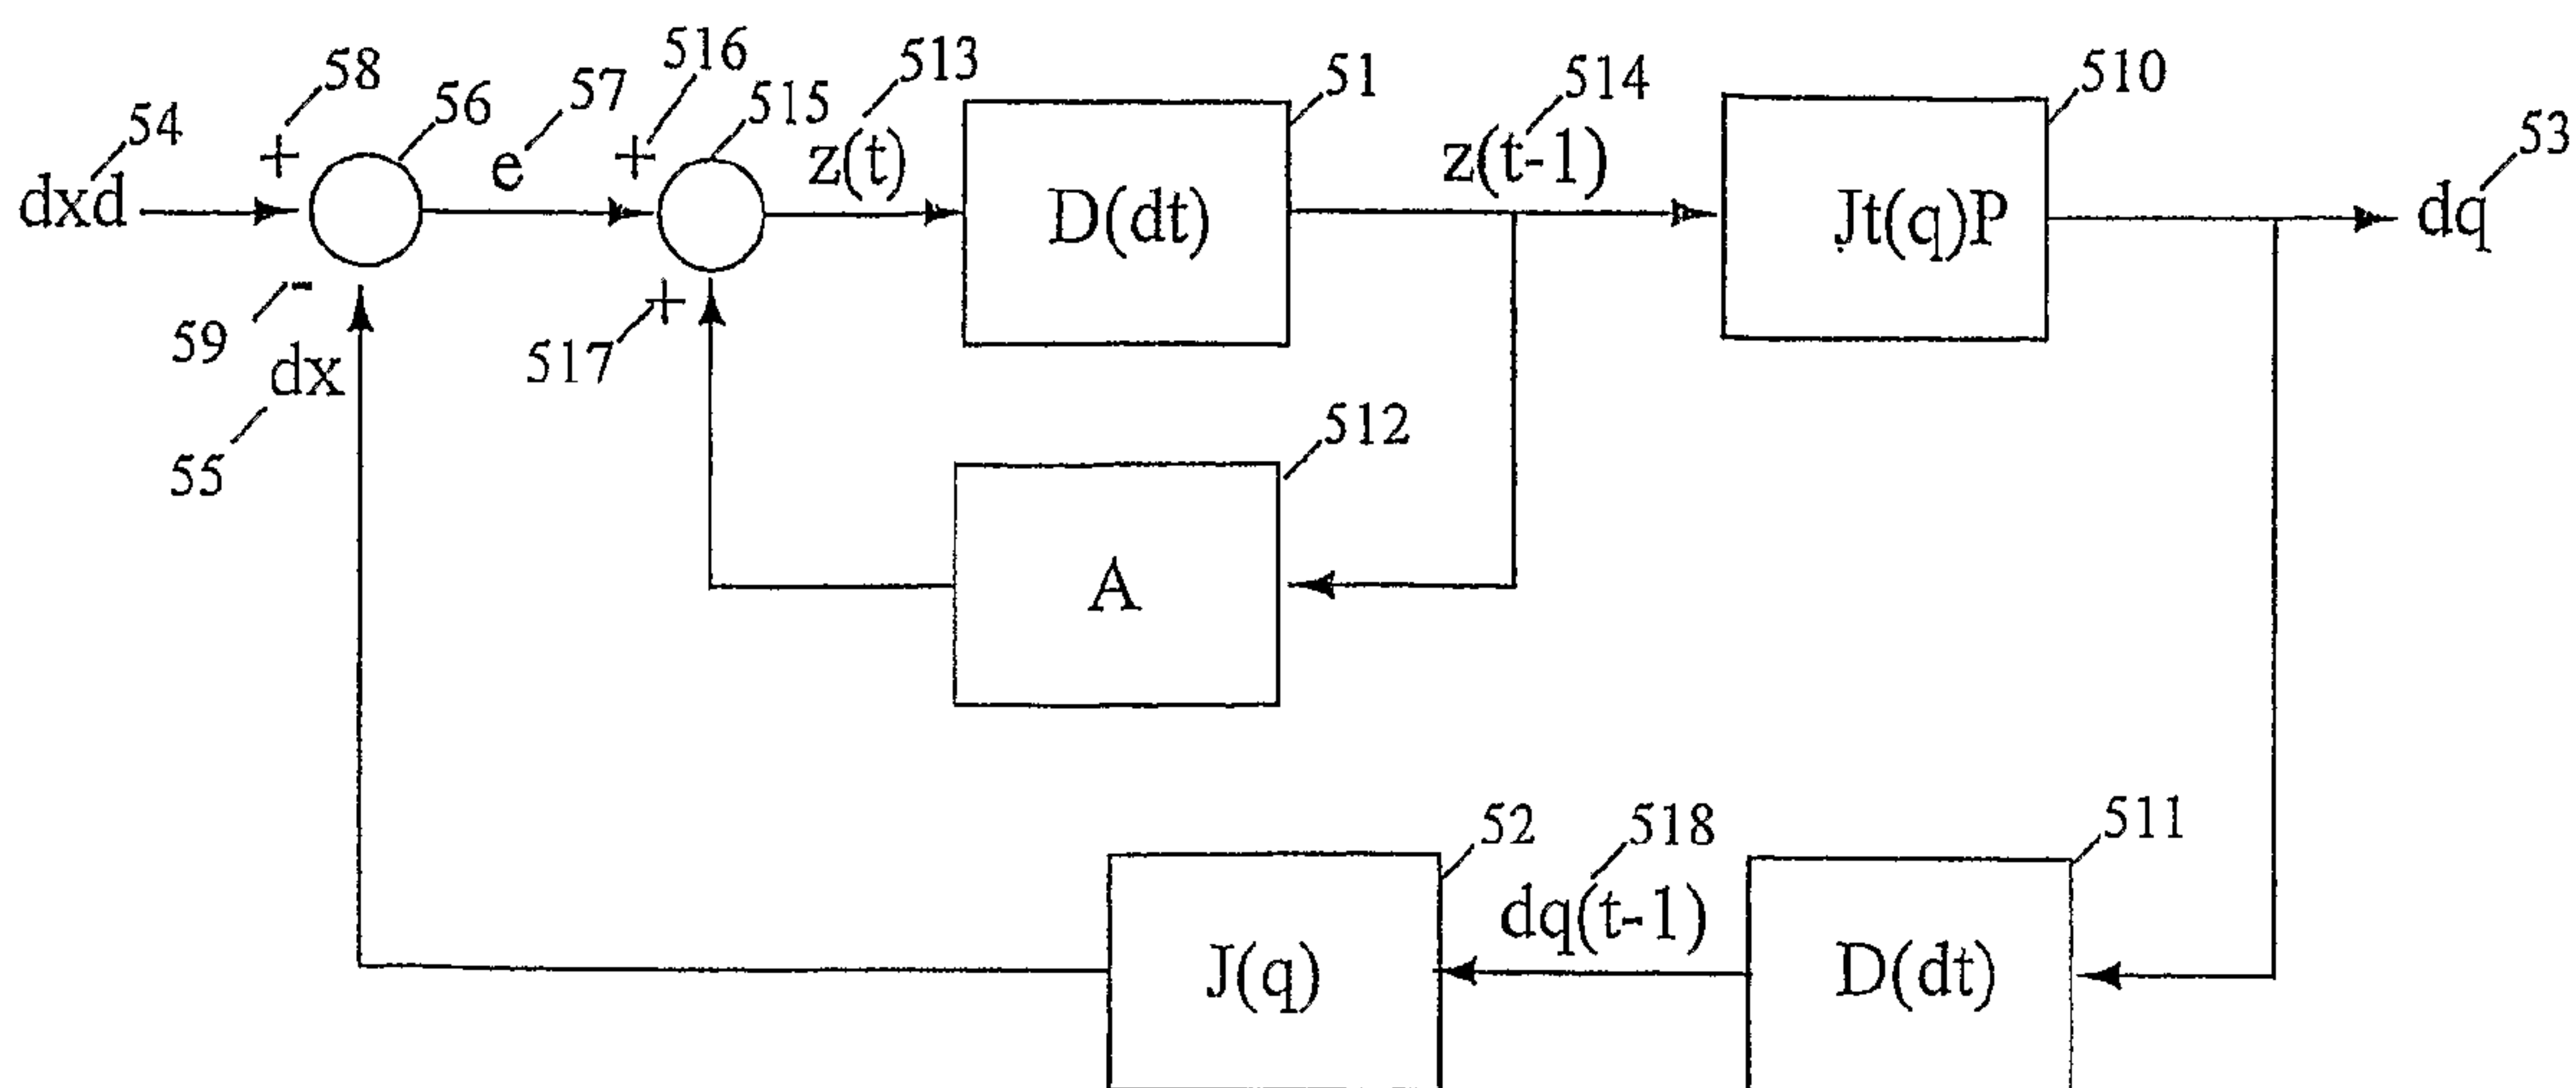 516
513
58
57
515
51
514
510
54
56
53
+
e
+
z(t)
z(t-1)
dxd
D(dt)
Jt(q)P
dq
59
-
+
517
dx
55
512
A
52
518
511
dq(t-1)
J(q)
D(dt)